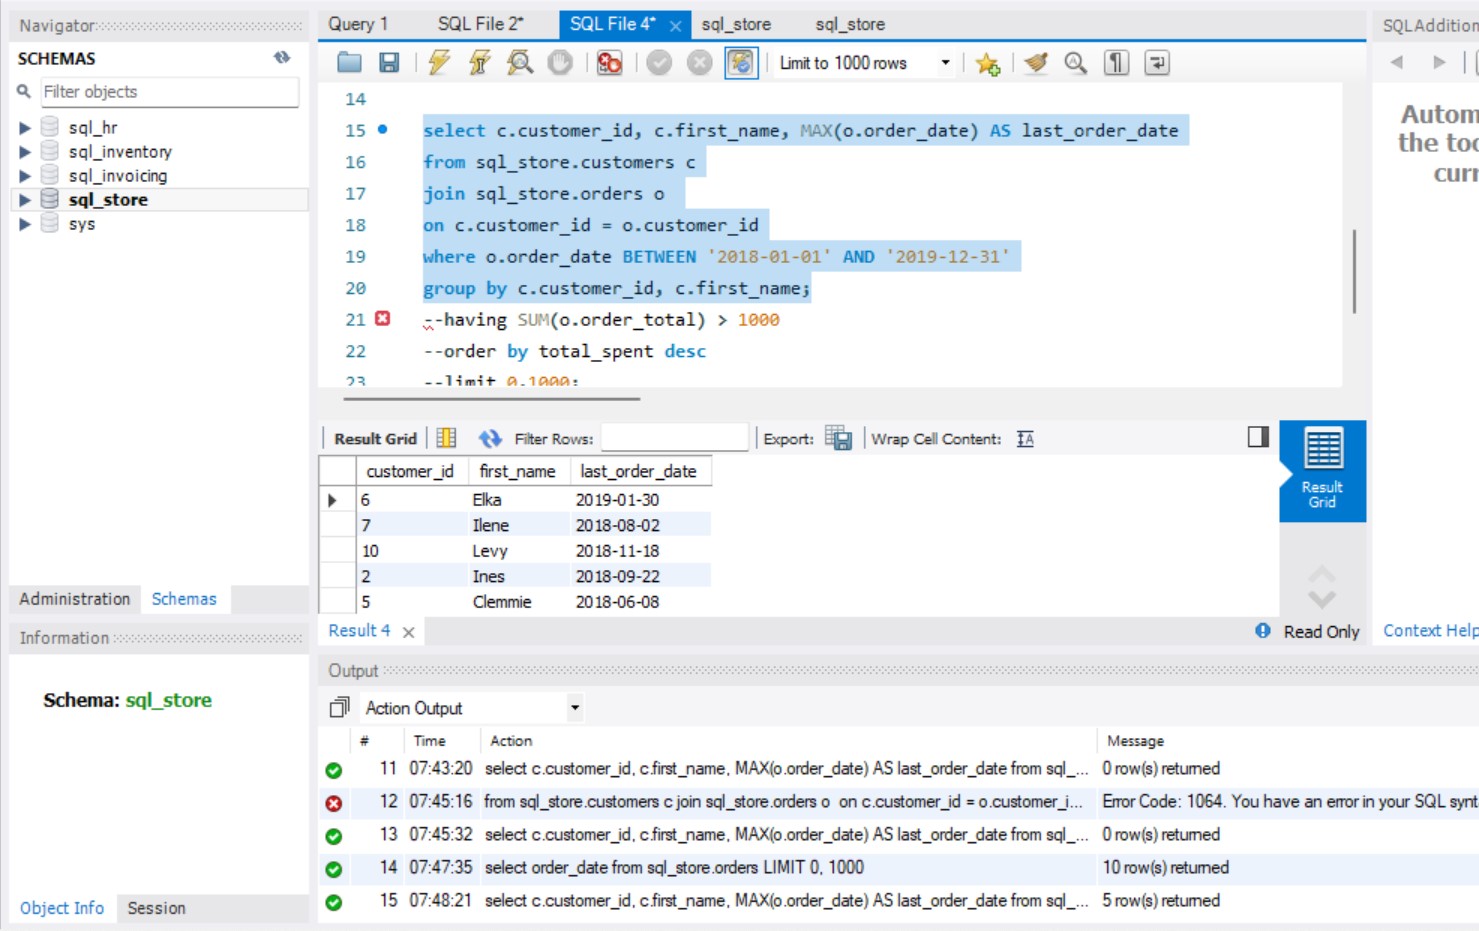 Navigator
SCHEMAS
Filter objects
sql_hr
sql_inventory
sql_invoicing
sql_store
sys
Administration Schemas
Information
Schema: sql_store
Object Info Session
Query 1 SQL File 2* SQL File 4* sql_store sql_store
Limit to 1000 rows
14
15 select c.customer_id, c.first_name, MAX(o.order_date) AS last_order_date
16 from sql_store.customers c
17 join sql_store.orders o
18 on c.customer_id = o.customer_id
19 where o.order_date BETWEEN '2018-01-01' AND '2019-12-31'
20 group by c.customer_id, c.first_name;
21 --having SUM(o.order_total) > 1000
22 --order by total_spent desc
23 --limit 0,1000;
Result Grid Filter Rows: Export: Wrap Cell Content:
customer_id first_name last_order_date
6 Elka 2019-01-30
7 Ilene 2018-08-02
10 Levy 2018-11-18
2 Ines 2018-09-22
5 Clemmie 2018-06-08
Result
Grid
Result 4
Read Only
Output
Action Output
# Time Action Message
11 07:43:20 select c.customer_id, c.first_name, MAX(o.order_date) AS last_order_date from sql_... 0 row(s) returned
12 07:45:16 from sql_store.customers c join sql_store.orders o on c.customer_id = o.customer_i... Error Code: 1064. You have an error in your SQL synt
13 07:45:32 select c.customer_id, c.first_name, MAX(o.order_date) AS last_order_date from sql_... 0 row(s) returned
14 07:47:35 select order_date from sql_store.orders LIMIT 0, 1000 10 row(s) returned
15 07:48:21 select c.customer_id, c.first_name, MAX(o.order_date) AS last_order_date from sql_... 5 row(s) returned
SQLAddition
Autom
the too
curr
Context Help